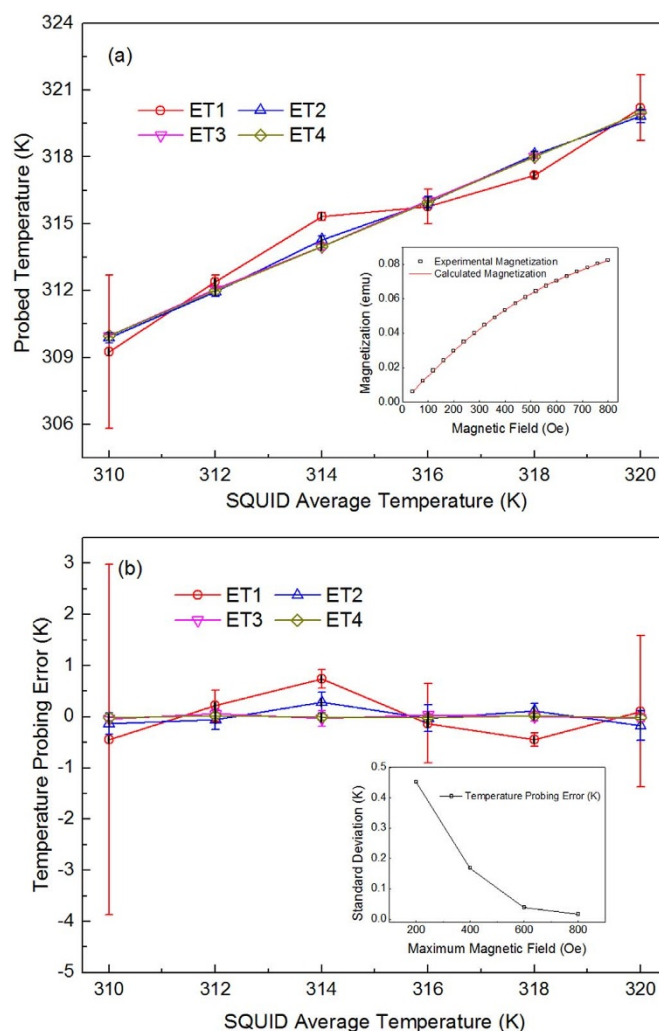 324
321
318
315
312
309
306
Probed Temperature (K)
(a)
ET1 ET2
ET3 ET4
Experimental Magnetization
Calculated Magnetization
0.08
0.06
0.04
0.02
0.00
Magnetization (emu)
0 100 200 300 400 500 600 700 800
Magnetic Field (Oe)
310 312 314 316 318 320
SQUID Average Temperature (K)
3
2
1
0
-1
-2
-3
-4
-5
Temperature Probing Error (K)
(b)
ET1 ET2
ET3 ET4
Temperature Probing Error (K)
0.5
0.4
0.3
0.2
0.1
0.0
Standard Deviation (K)
200 400 600 800
Maximum Magnetic Field (Oe)
310 312 314 316 318 320
SQUID Average Temperature (K)